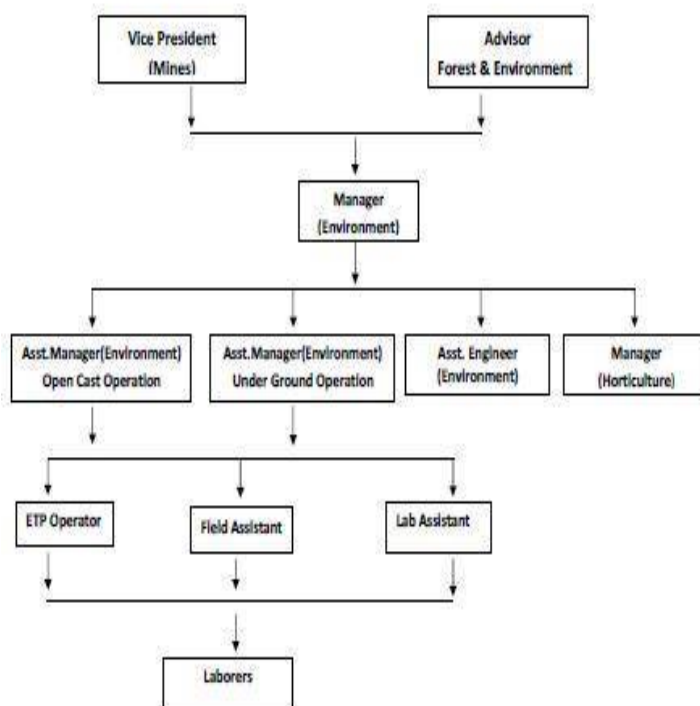 Vice President
(Mines)
Advisor
Forest & Environment
Manager
(Environment)
Asst.Manager(Environment)
Open Cast Operation
Asst.Manager(Environment)
Under Ground Operation
Asst. Engineer
(Environment)
Manager
(Horticulture)
ETP Operator
Field Assistant
Lab Assistant
Laborers